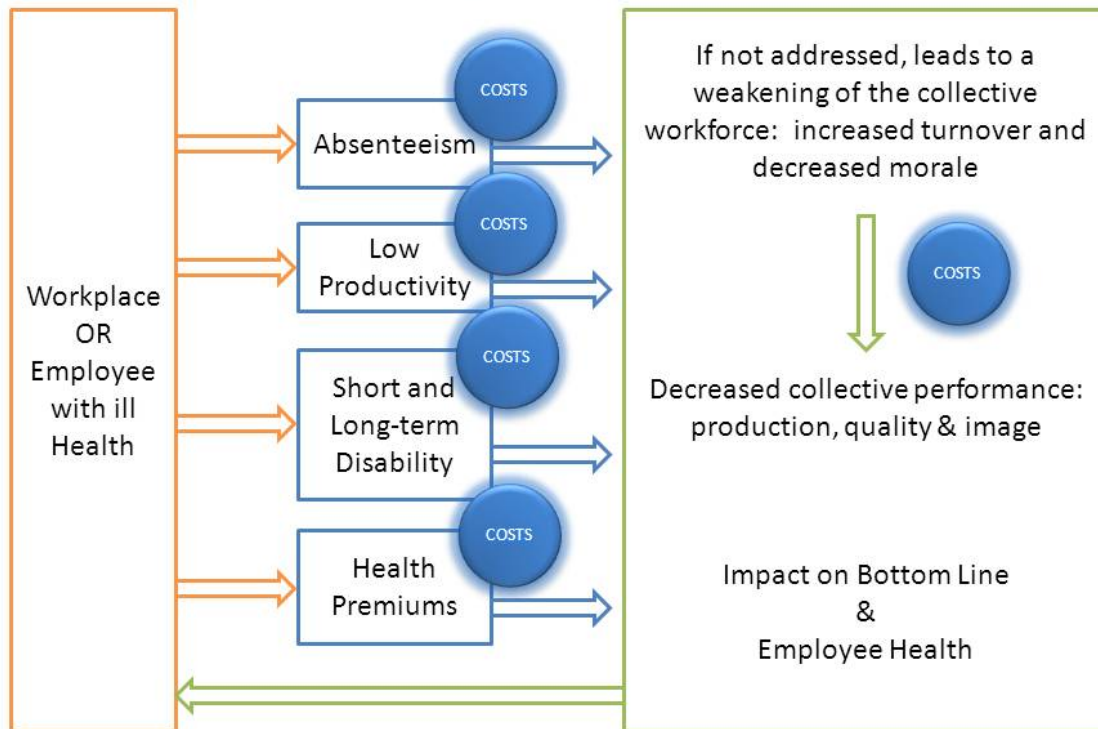 Workplace
OR
Employee
with ill
Health
COSTS
Absenteeism
COSTS
Low
Productivity
COSTS
Short and
Long-term
Disability
COSTS
Health
Premiums
If not addressed, leads to a
weakening of the collective
workforce:  increased turnover and
decreased morale
COSTS
Decreased collective performance:
production, quality & image
Impact on Bottom Line
&
Employee Health